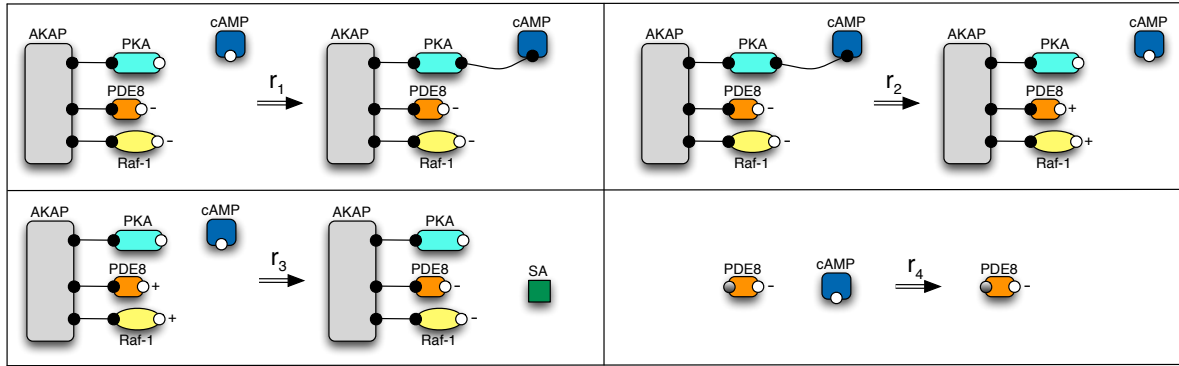 AKAP PKA cAMP AKAP PKA cAMP
PDE8 - r1 PDE8 -
- -
Raf-1 Raf-1
AKAP PKA cAMP AKAP PKA cAMP
PDE8 - r2 PDE8 +
- +
Raf-1 Raf-1
AKAP PKA cAMP AKAP PKA
PDE8 + r3 PDE8 - SA
+ -
Raf-1 Raf-1
PDE8 - cAMP r4 PDE8 -